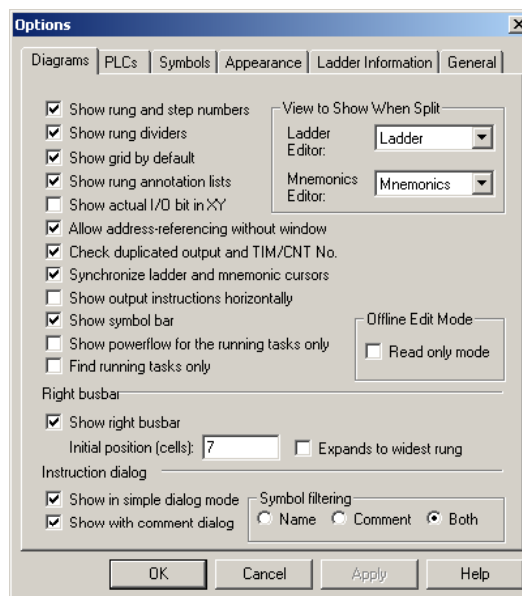 Options
Diagrams PLCs Symbols Appearance Ladder Information General
Show rung and step numbers
Show rung dividers
Show grid by default
Show rung annotation lists
Show actual I/O bit in XY
Allow address-referencing without window
Check duplicated output and TIM/CNT No.
Synchronize ladder and mnemonic cursors
Show output instructions horizontally
Show symbol bar
Show powerflow for the running tasks only
Find running tasks only
View to Show When Split
Ladder
Editor:
Ladder
Mnemonics
Editor:
Mnemonics
Offline Edit Mode
Read only mode
Right busbar
Show right busbar
Initial position (cells): 7
Expands to widest rung
Instruction dialog
Show in simple dialog mode
Show with comment dialog
Symbol filtering
Name Comment Both
OK Cancel Apply Help